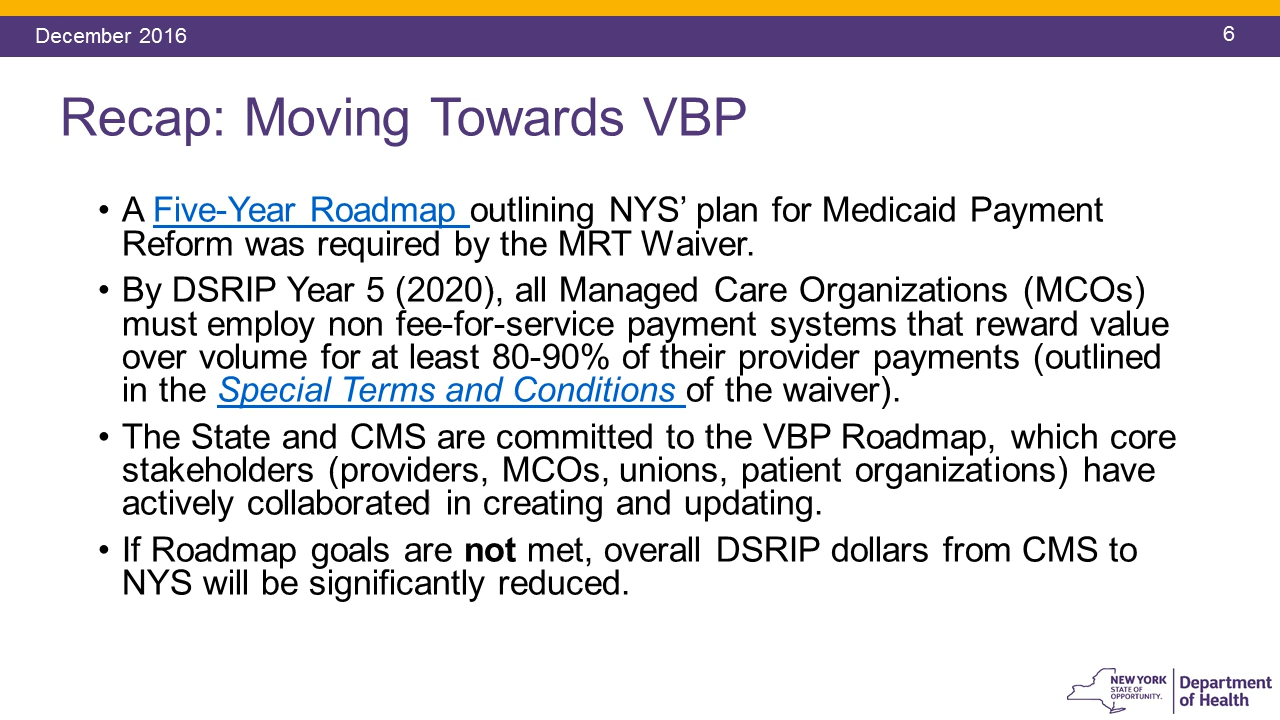 December 2016
6
Recap: Moving Towards VBP
• A Five-Year Roadmap outlining NYS’ plan for Medicaid Payment
Reform was required by the MRT Waiver.
• By DSRIP Year 5 (2020), all Managed Care Organizations (MCOs)
must employ non fee-for-service payment systems that reward value
over volume for at least 80-90% of their provider payments (outlined
in the Special Terms and Conditions of the waiver).
• The State and CMS are committed to the VBP Roadmap, which core
stakeholders (providers, MCOs, unions, patient organizations) have
actively collaborated in creating and updating.
• If Roadmap goals are not met, overall DSRIP dollars from CMS to
NYS will be significantly reduced.
NEW YORK
STATE OF
OPPORTUNITY.
Department
of Health